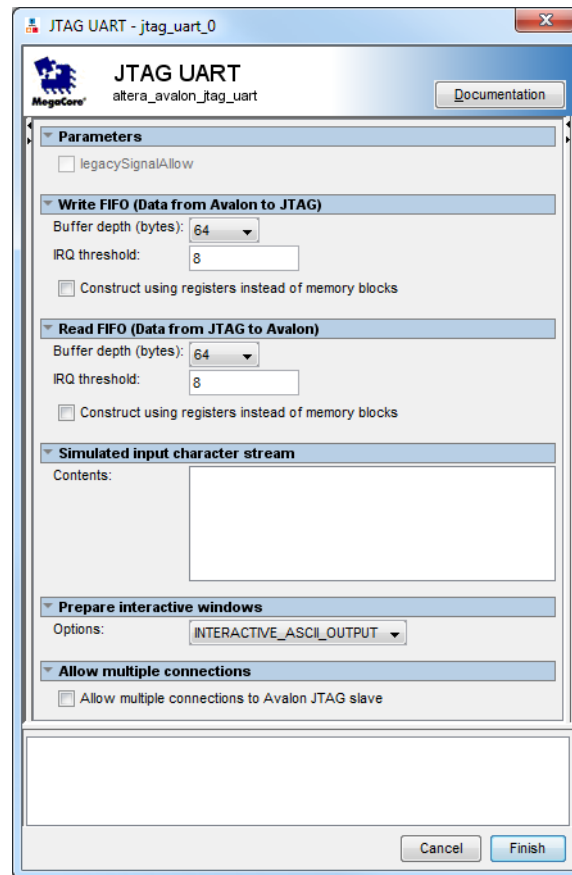 JTAG UART - jtag_uart_0
JTAG UART
altera_avalon_jtag_uart
MegaCore®
Documentation
Parameters
legacySignalAllow
Write FIFO (Data from Avalon to JTAG)
Buffer depth (bytes): 64
IRQ threshold: 8
Construct using registers instead of memory blocks
Read FIFO (Data from JTAG to Avalon)
Buffer depth (bytes): 64
IRQ threshold: 8
Construct using registers instead of memory blocks
Simulated input character stream
Contents:
Prepare interactive windows
Options: INTERACTIVE_ASCII_OUTPUT
Allow multiple connections
Allow multiple connections to Avalon JTAG slave
Cancel Finish